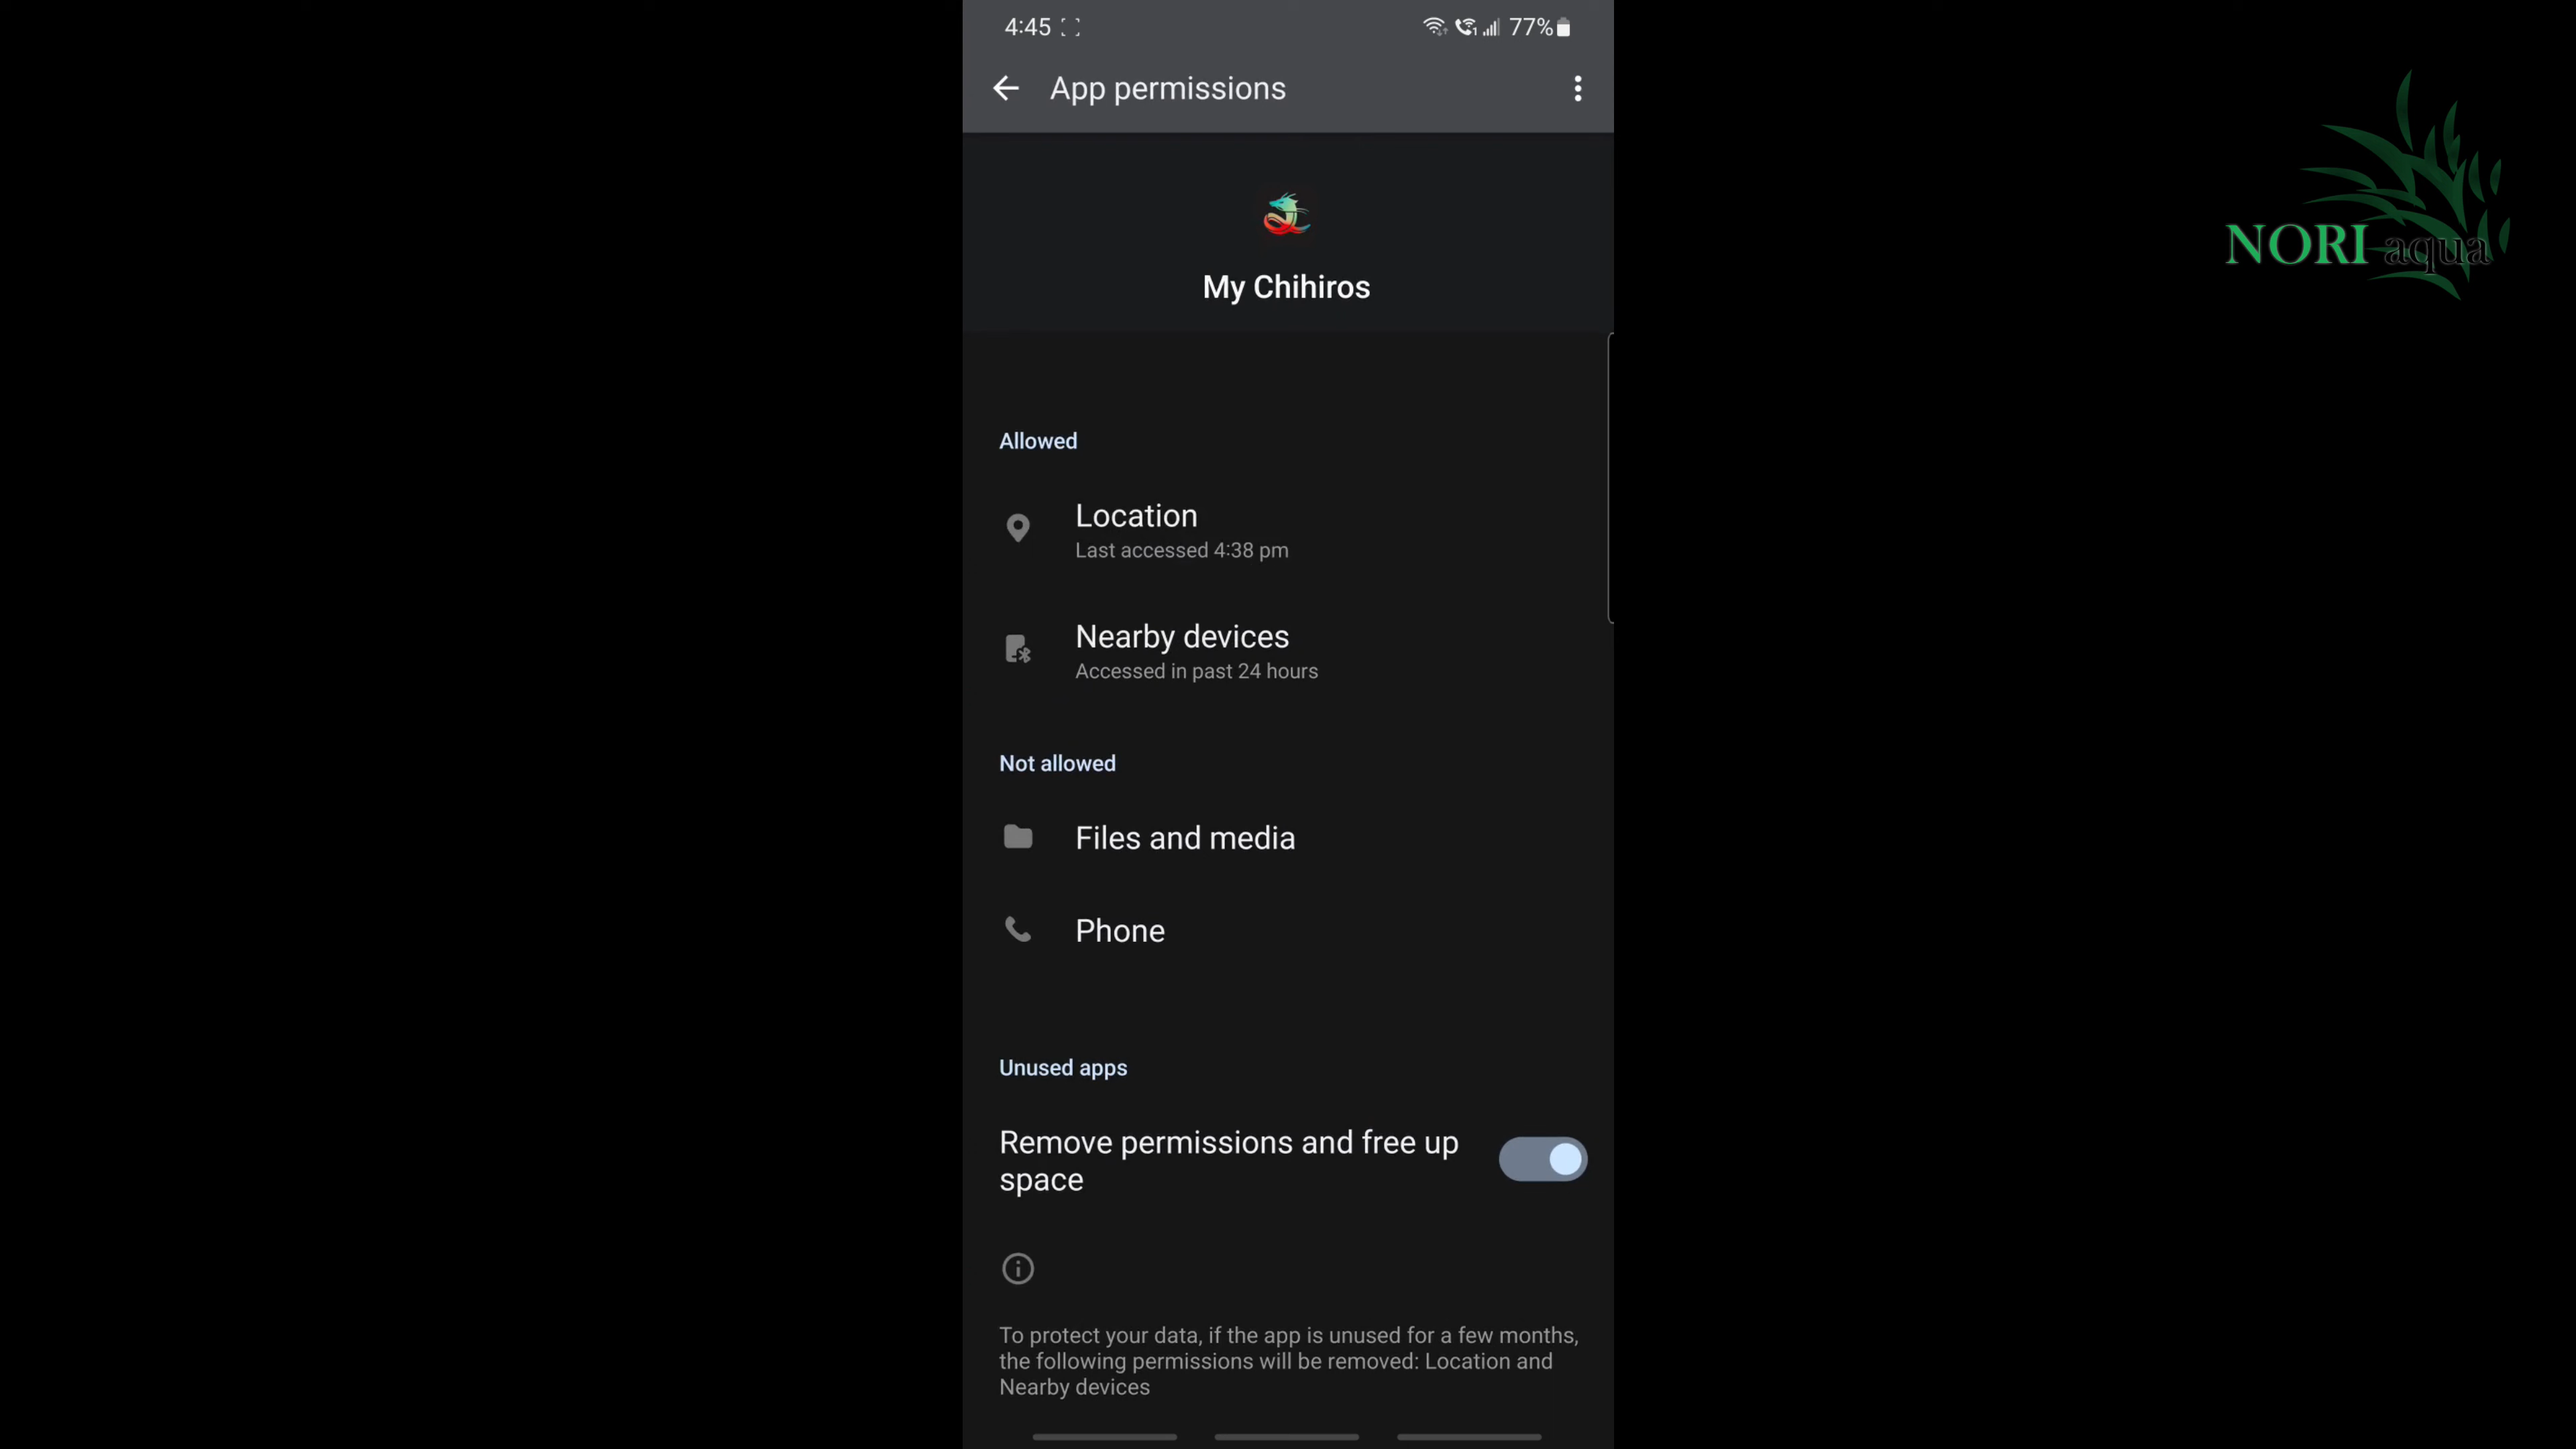 4:45
77%
App permissions
NORI aqua
My Chihiros
Allowed
Location
Last accessed 4:38 pm
Nearby devices
Accessed in past 24 hours
Not allowed
Files and media
Phone
Unused apps
Remove permissions and free up
space
To protect your data, if the app is unused for a few months,
the following permissions will be removed: Location and
Nearby devices